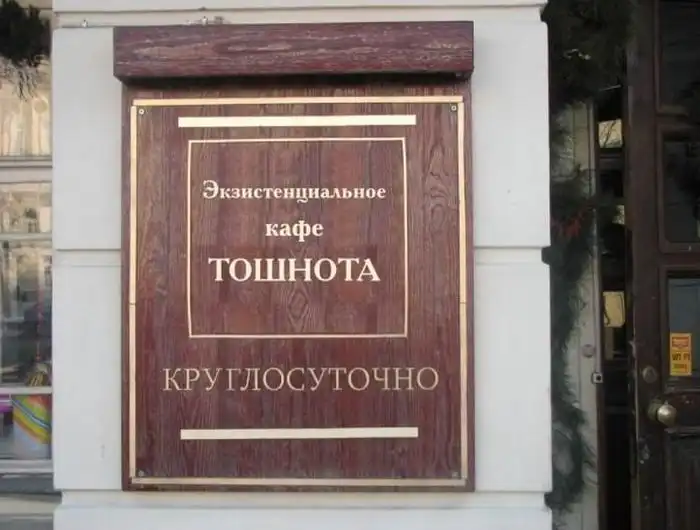 Экзистенциальное
кафе
ТОШНОТА
КРУГЛОСУТОЧНО